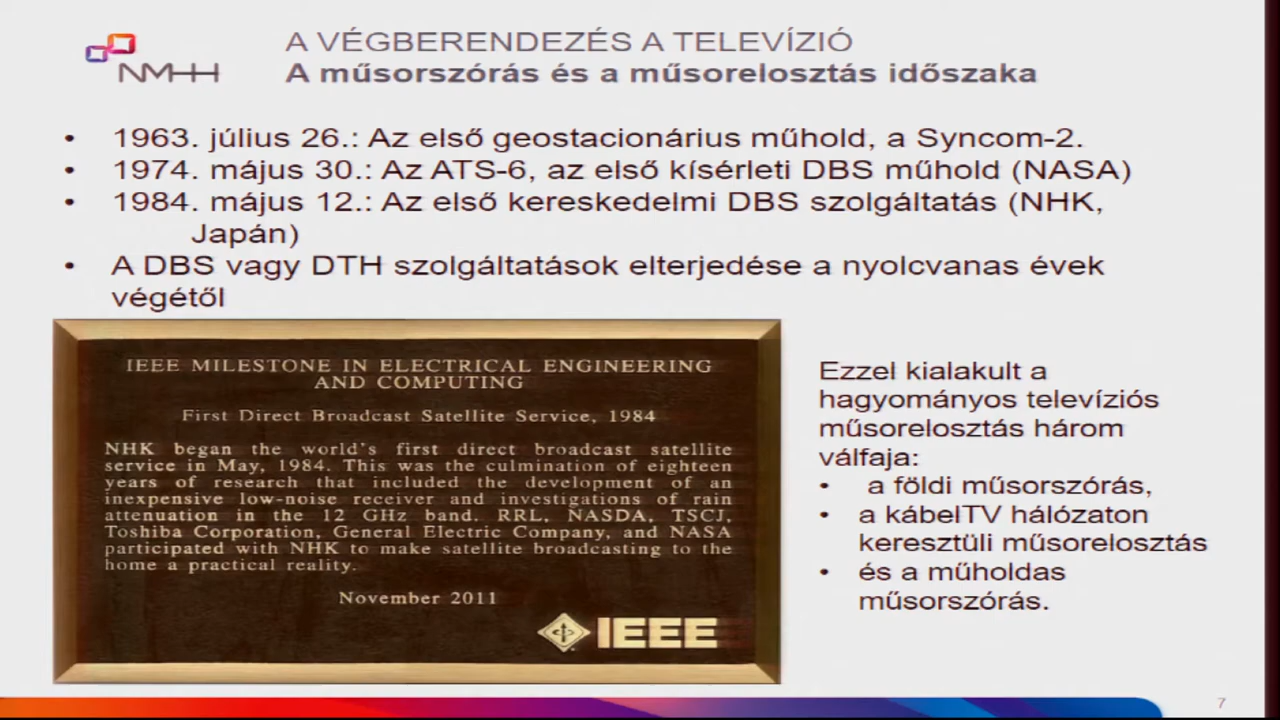 NMHH
A VÉGBERENDEZÉS A TELEVÍZIÓ
A műsorszórás és a műsorelosztás időszaka
• 1963. július 26.: Az első geostacionárius műhold, a Syncom-2.
• 1974. május 30.: Az ATS-6, az első kísérleti DBS műhold (NASA)
• 1984. május 12.: Az első kereskedelmi DBS szolgáltatás (NHK,
Japán)
• A DBS vagy DTH szolgáltatások elterjedése a nyolcvanas évek
végétől
IEEE MILESTONE IN ELECTRICAL ENGINEERING
AND COMPUTING
First Direct Broadcast Satellite Service, 1984
NHK began the world's first direct broadcast satellite
service in May, 1984. This was the culmination of eighteen
years of research that included the development of an
inexpensive low-noise receiver and investigations of rain
attenuation in the 12 GHz band. RRL, NASDA, TSCJ,
Toshiba Corporation, General Electric Company, and NASA
participated with NHK to make satellite broadcasting to the
home a practical reality.
November 2011
IEEE
Ezzel kialakult a
hagyományos televíziós
műsorelosztás három
válfaja:
• a földi műsorszórás,
• a kábelTV hálózaton
keresztüli műsorelosztás
• és a műholdas
műsorszórás.
7